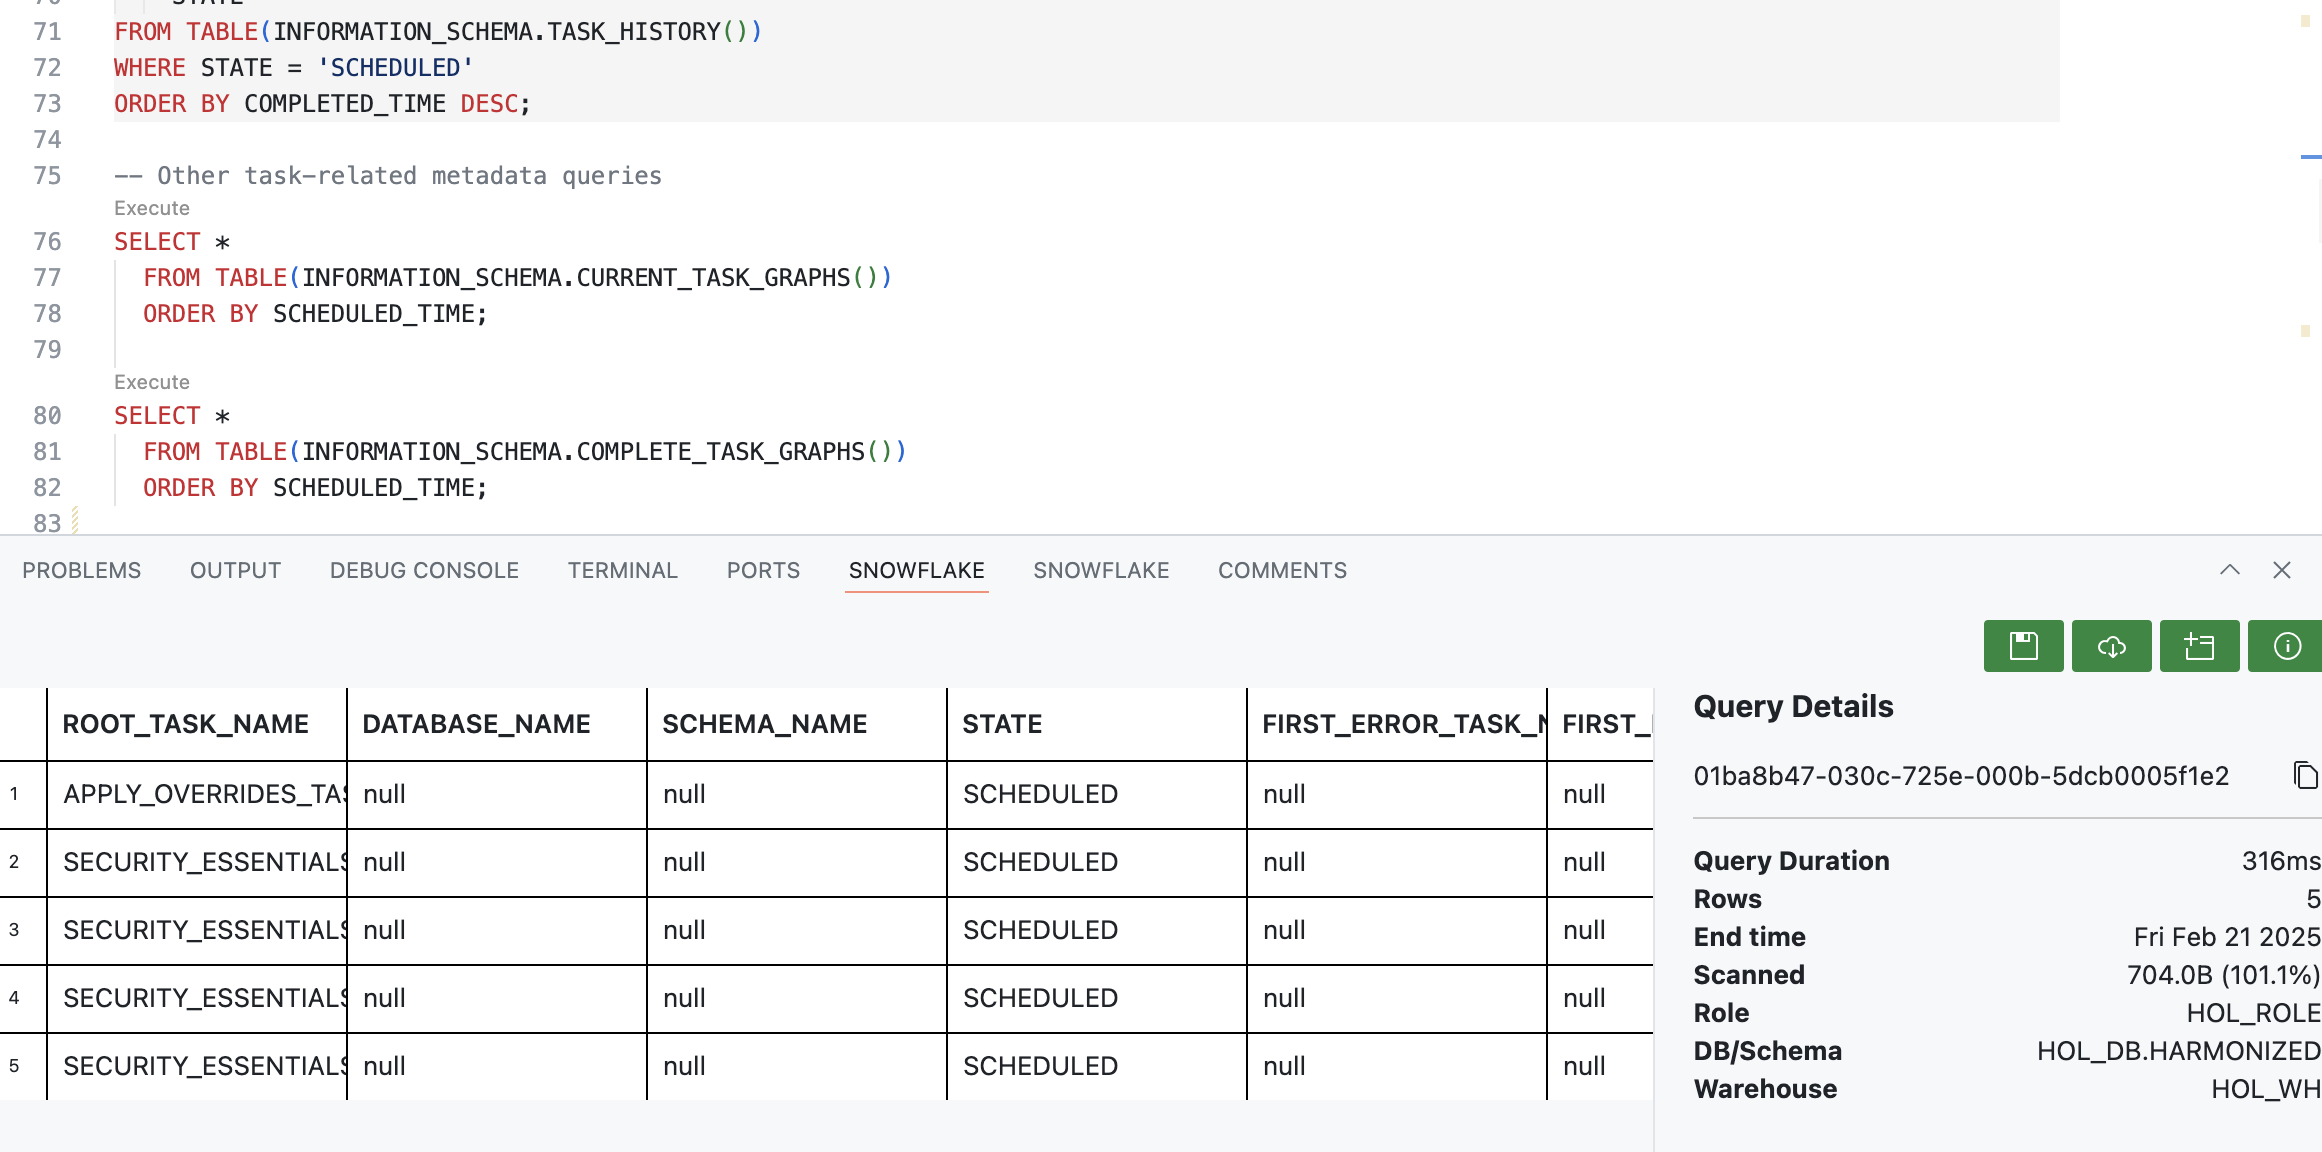 70 STATE
71 FROM TABLE(INFORMATION_SCHEMA.TASK_HISTORY())
72 WHERE STATE = 'SCHEDULED'
73 ORDER BY COMPLETED_TIME DESC;
74
75 -- Other task-related metadata queries
Execute
76 SELECT *
77 FROM TABLE(INFORMATION_SCHEMA.CURRENT_TASK_GRAPHS())
78 ORDER BY SCHEDULED_TIME;
79
Execute
80 SELECT *
81 FROM TABLE(INFORMATION_SCHEMA.COMPLETE_TASK_GRAPHS())
82 ORDER BY SCHEDULED_TIME;
83
PROBLEMS OUTPUT DEBUG CONSOLE TERMINAL PORTS SNOWFLAKE SNOWFLAKE COMMENTS
ROOT_TASK_NAME DATABASE_NAME SCHEMA_NAME STATE FIRST_ERROR_TASK_N FIRST_
1 APPLY_OVERRIDES_TAS null null SCHEDULED null null
2 SECURITY_ESSENTIALS null null SCHEDULED null null
3 SECURITY_ESSENTIALS null null SCHEDULED null null
4 SECURITY_ESSENTIALS null null SCHEDULED null null
5 SECURITY_ESSENTIALS null null SCHEDULED null null
Query Details
01ba8b47-030c-725e-000b-5dcb0005f1e2
Query Duration 316ms
Rows 5
End time Fri Feb 21 2025
Scanned 704.0B (101.1%)
Role HOL_ROLE
DB/Schema HOL_DB.HARMONIZED
Warehouse HOL_WH